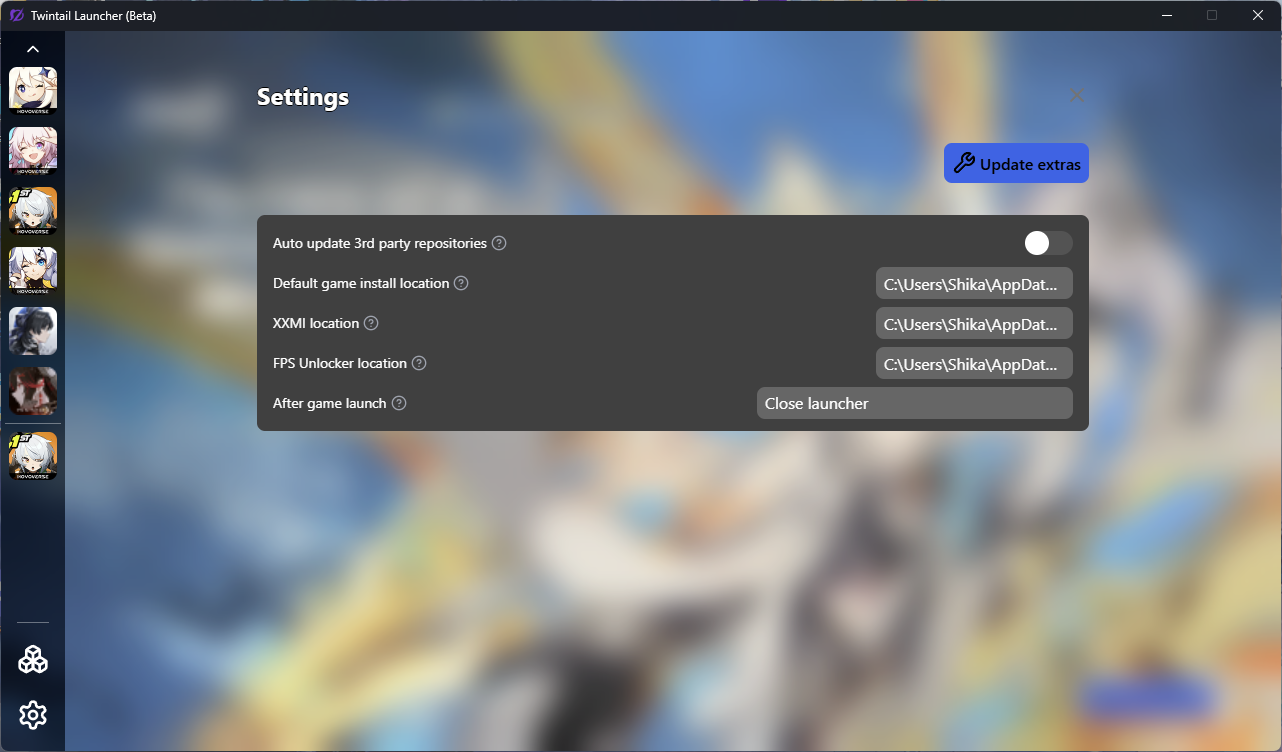 Twintail Launcher (Beta)
HOYOVERSE
HOYOVERSE
1ST
HOYOVERSE
HOYOVERSE
1ST
HOYOVERSE
Settings
Update extras
Auto update 3rd party repositories
Default game install location
C:\Users\Shika\AppDat...
XXMI location
C:\Users\Shika\AppDat...
FPS Unlocker location
C:\Users\Shika\AppDat...
After game launch
Close launcher